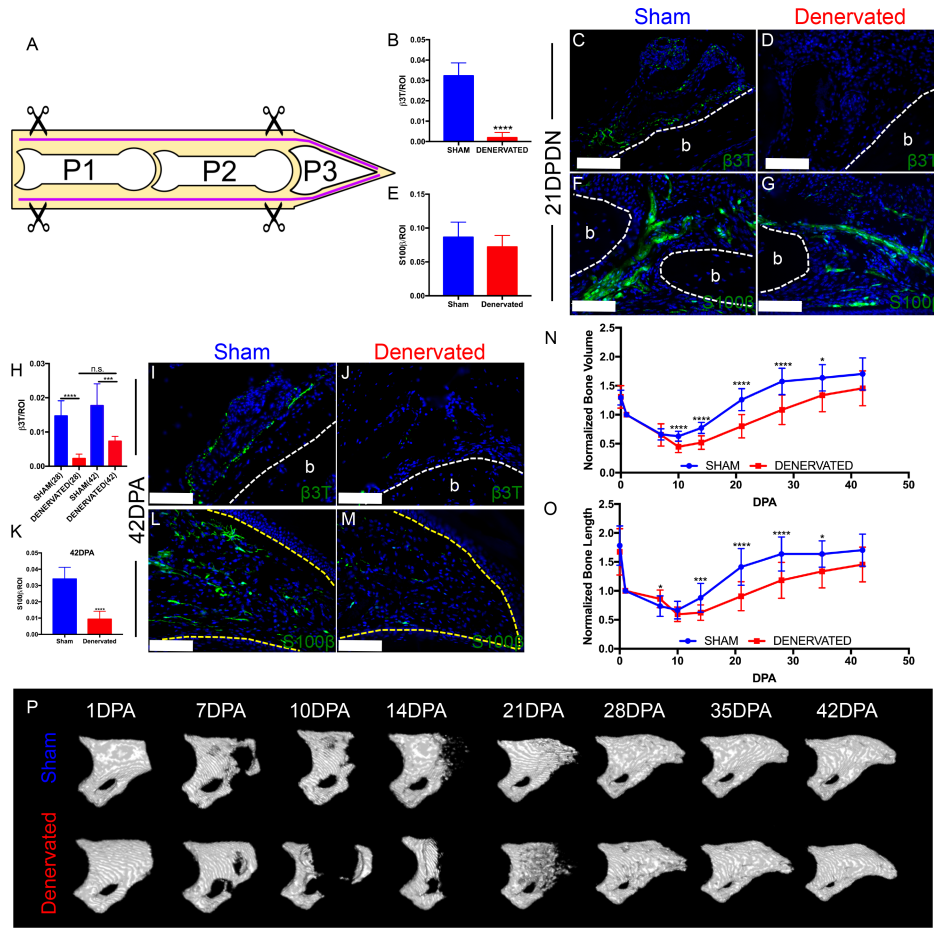 Sham
Denervated
A
P1
P2
P3
B
β3T/ROI
0.05
0.04
0.03
0.02
0.01
0.00
****
SHAM
DENERVATED
E
S100β/ROI
0.15
0.10
0.05
0.00
Sham
Denervated
21DPDN
C
b
β3T
D
b
β3T
F
b
b
S100β
G
b
S100β
Sham
Denervated
H
β3T/ROI
0.03
0.02
0.01
0.00
n.s.
****
***
SHAM(28)
DENERVATED(28)
SHAM(42)
DENERVATED(42)
K
42DPA
S100β/ROI
0.05
0.04
0.03
0.02
0.01
0.00
****
Sham
Denervated
42DPA
I
b
β3T
J
b
β3T
L
S100β
M
S100β
N
Normalized Bone Volume
2.5
2.0
1.5
1.0
0.5
0.0
**** **** **** **** *
SHAM
DENERVATED
0 10 20 30 40 50
DPA
O
Normalized Bone Length
2.5
2.0
1.5
1.0
0.5
0.0
* *** **** **** *
SHAM
DENERVATED
0 10 20 30 40 50
DPA
P
1DPA 7DPA 10DPA 14DPA 21DPA 28DPA 35DPA 42DPA
Sham
Denervated